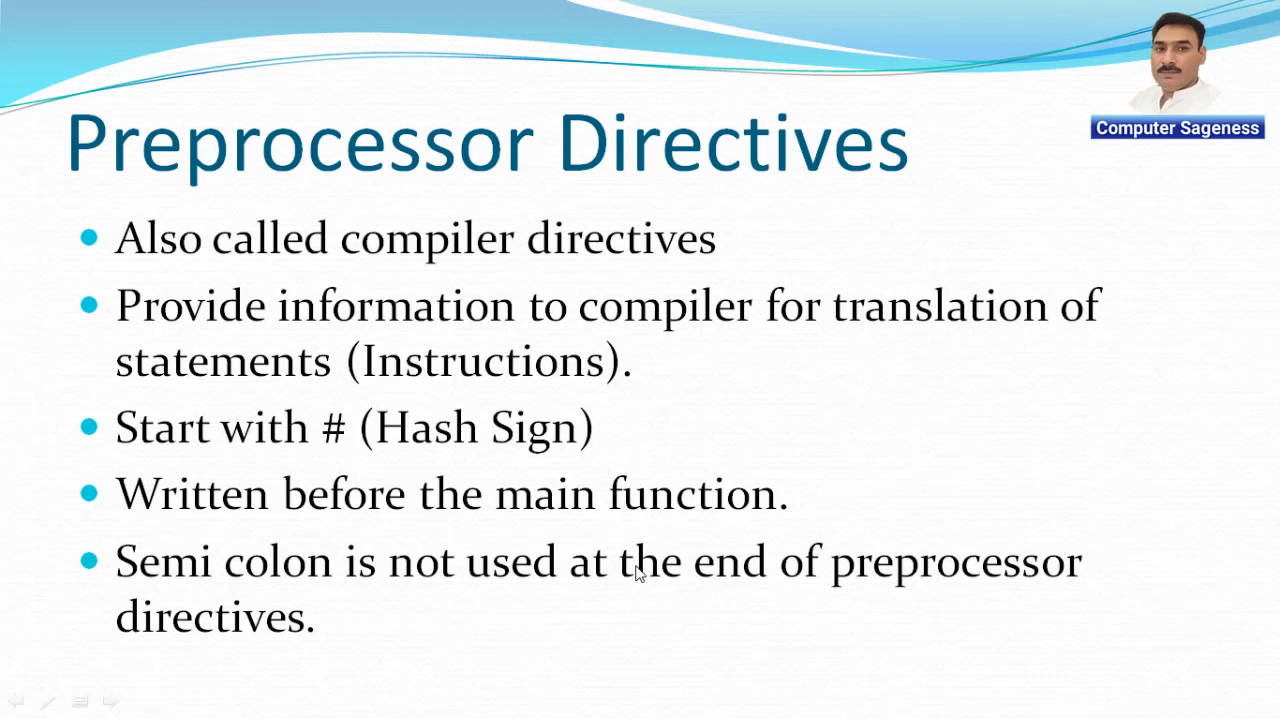 Computer Sageness
Preprocessor Directives
Also called compiler directives
Provide information to compiler for translation of
statements (Instructions).
Start with # (Hash Sign)
Written before the main function.
Semi colon is not used at the end of preprocessor
directives.